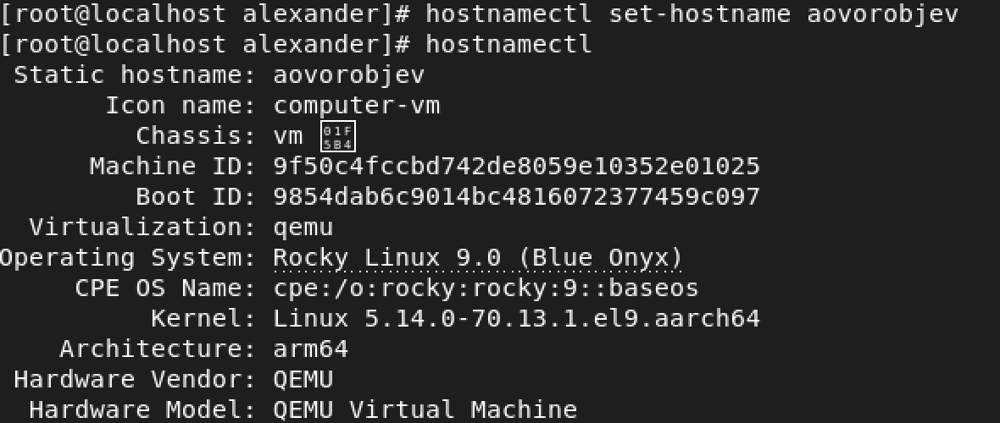 [root@localhost alexander]# hostnamectl set-hostname aovorobjev
[root@localhost alexander]# hostnamectl
Static hostname: aovorobjev
Icon name: computer-vm
Chassis: vm 🖴
Machine ID: 9f50c4fccbd742de8059e10352e01025
Boot ID: 9854dab6c9014bc4816072377459c097
Virtualization: qemu
Operating System: Rocky Linux 9.0 (Blue Onyx)
CPE OS Name: cpe:/o:rocky:rocky:9::baseos
Kernel: Linux 5.14.0-70.13.1.el9.aarch64
Architecture: arm64
Hardware Vendor: QEMU
Hardware Model: QEMU Virtual Machine